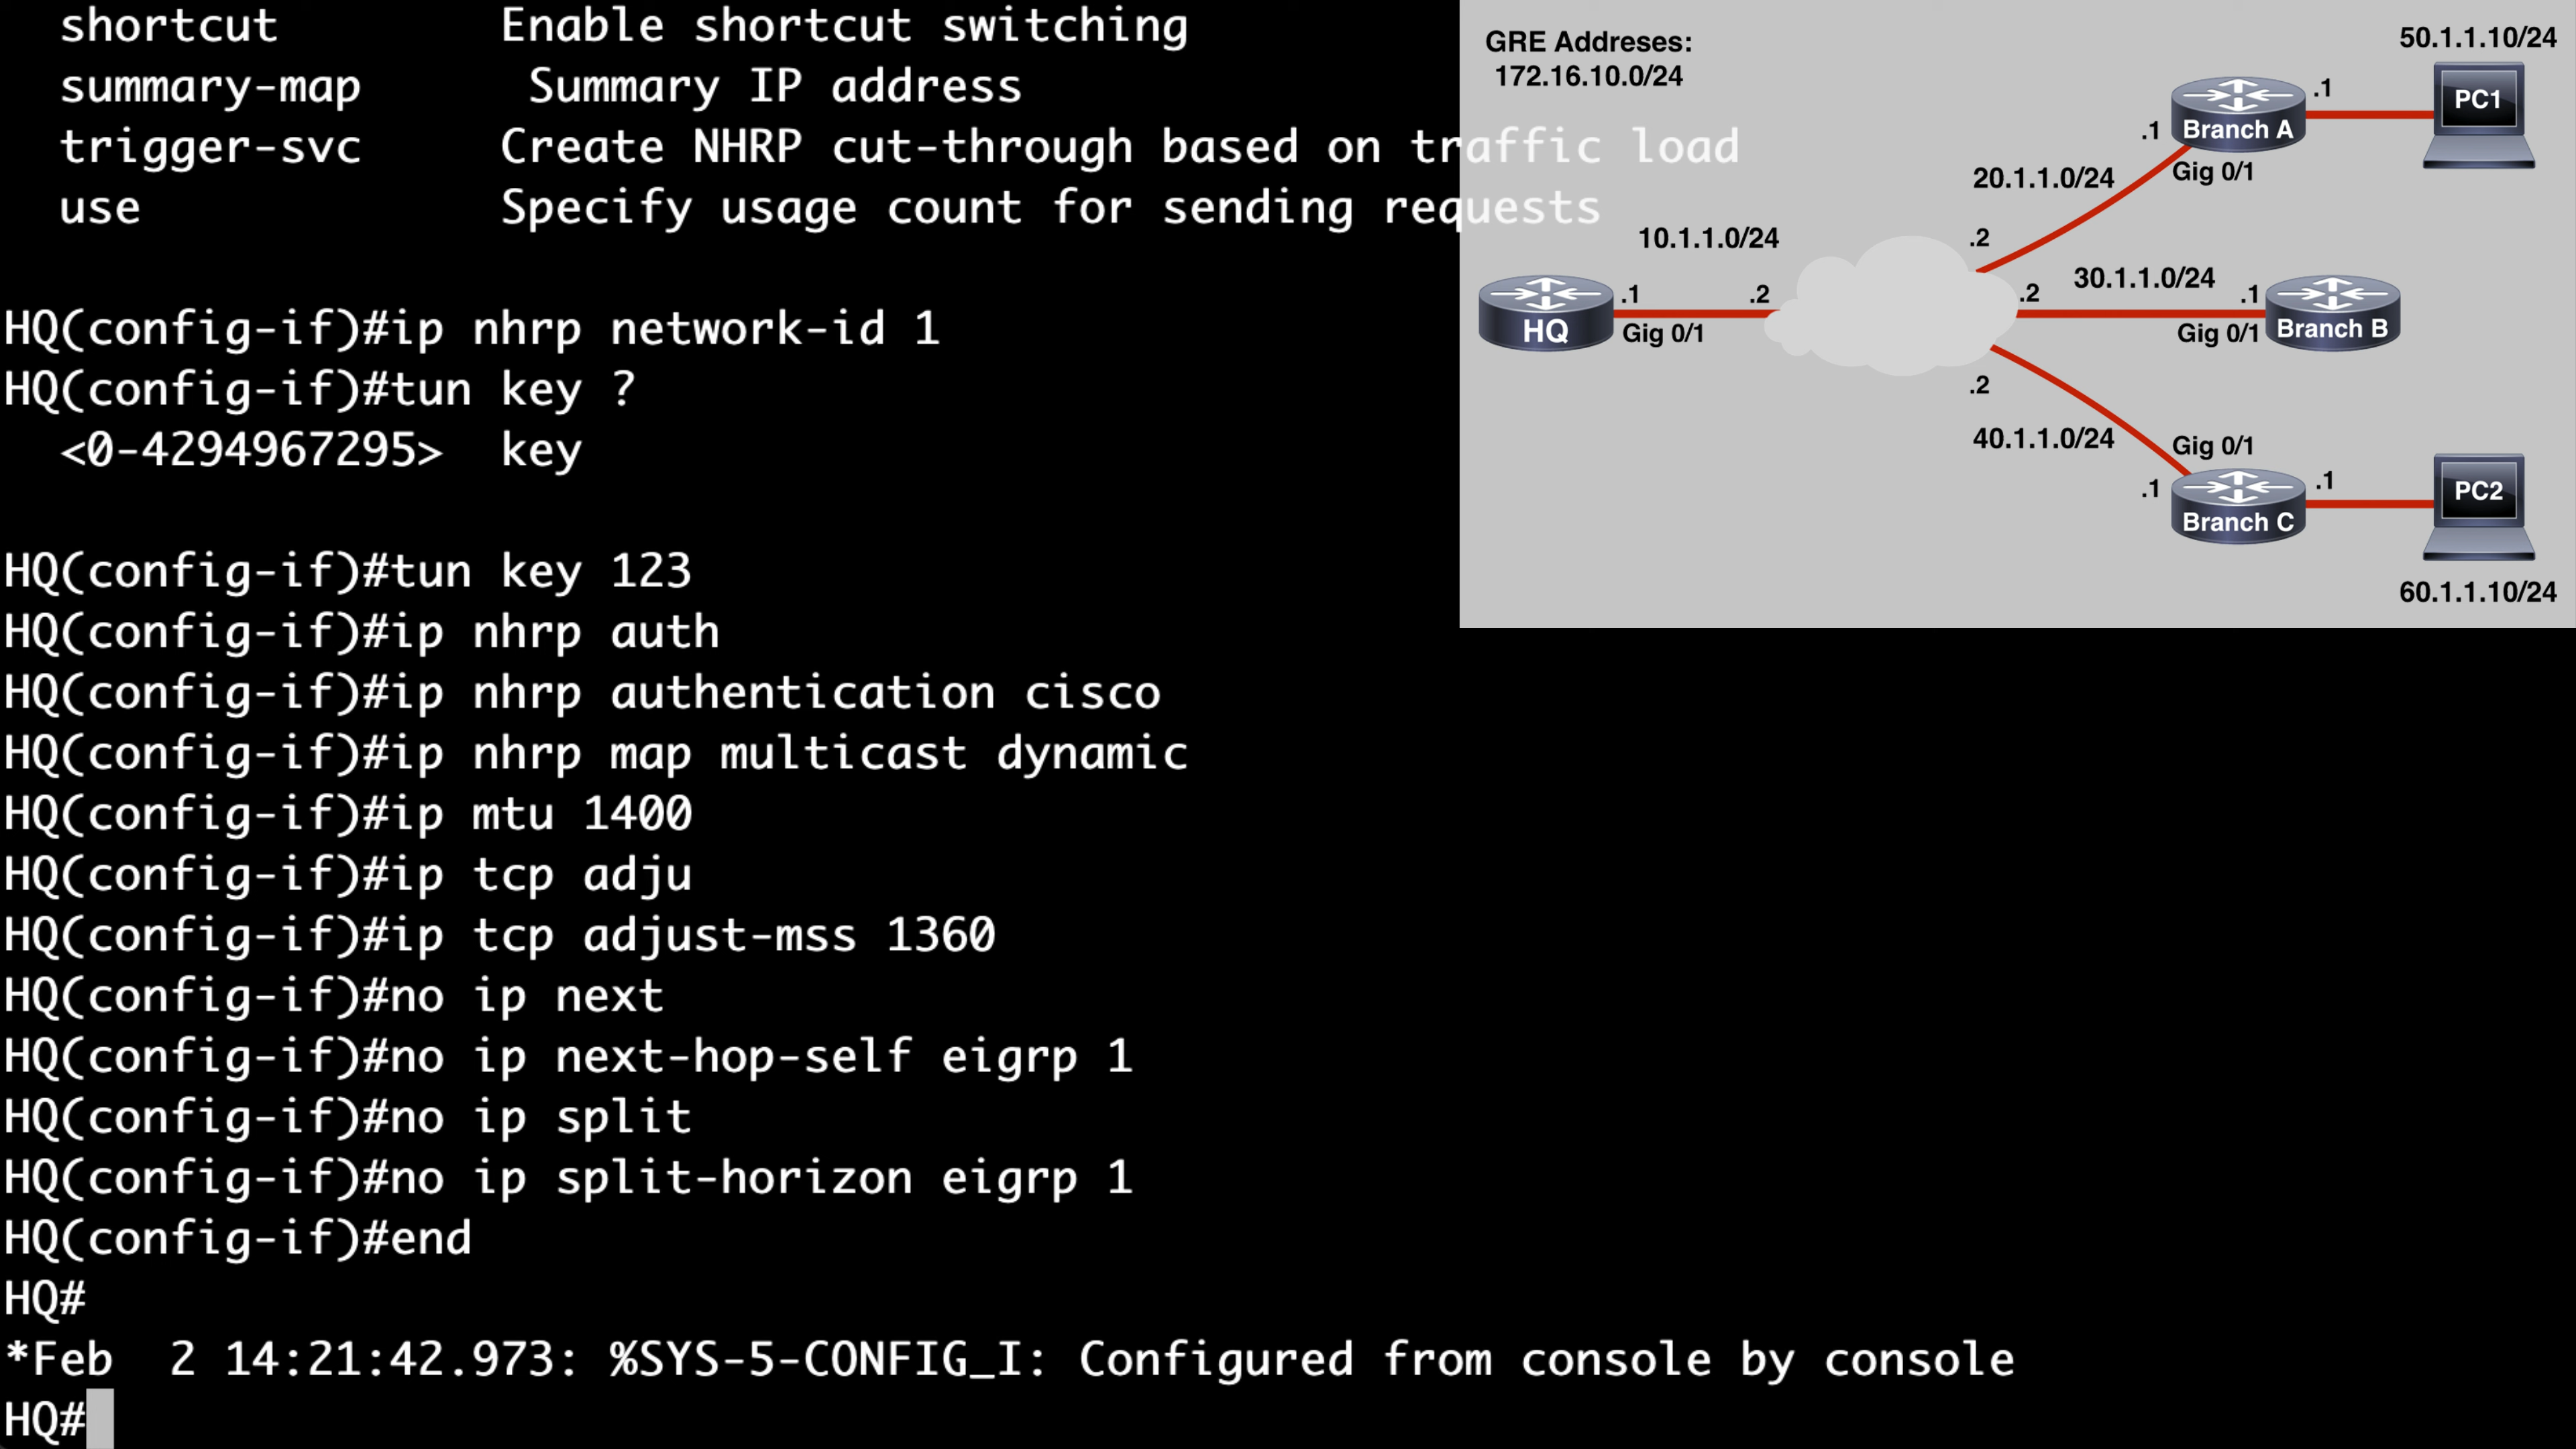 shortcut Enable shortcut switching
summary-map Summary IP address
trigger-svc Create NHRP cut-through based on traffic load
use Specify usage count for sending requests
HQ(config-if)#ip nhrp network-id 1
HQ(config-if)#tun key ?
<0-4294967295> key
HQ(config-if)#tun key 123
HQ(config-if)#ip nhrp auth
HQ(config-if)#ip nhrp authentication cisco
HQ(config-if)#ip nhrp map multicast dynamic
HQ(config-if)#ip mtu 1400
HQ(config-if)#ip tcp adju
HQ(config-if)#ip tcp adjust-mss 1360
HQ(config-if)#no ip next
HQ(config-if)#no ip next-hop-self eigrp 1
HQ(config-if)#no ip split
HQ(config-if)#no ip split-horizon eigrp 1
HQ(config-if)#end
HQ#
*Feb 2 14:21:42.973: %SYS-5-CONFIG_I: Configured from console by console
HQ#
GRE Addreses:
172.16.10.0/24
50.1.1.10/24
PC1
.1
.1
Branch A
Gig 0/1
20.1.1.0/24
.2
10.1.1.0/24
30.1.1.0/24
.1
.2
.2
.1
HQ
Gig 0/1
Gig 0/1
Branch B
.2
40.1.1.0/24
Gig 0/1
.1
.1
Branch C
PC2
60.1.1.10/24